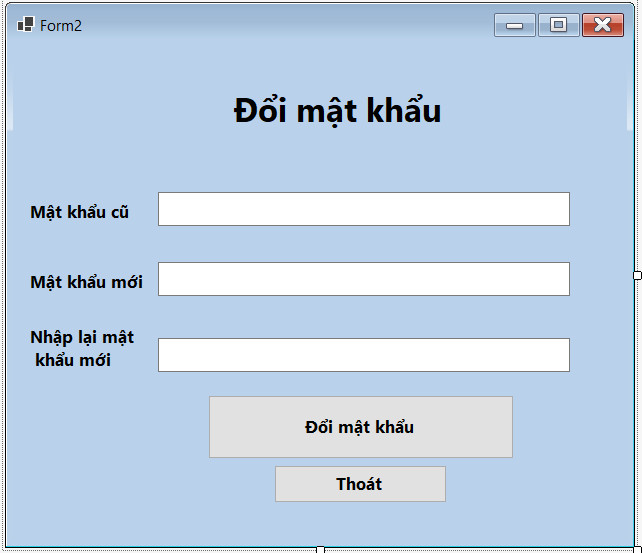 Form2
Đổi mật khẩu
Mật khẩu cũ
Mật khẩu mới
Nhập lại mật
khẩu mới
Đổi mật khẩu
Thoát